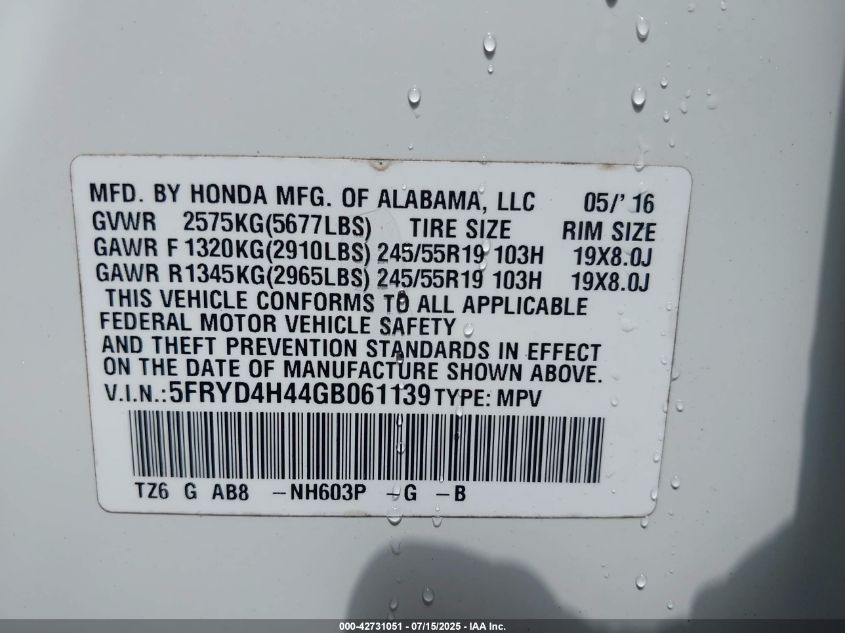 MFD. BY HONDA MFG. OF ALABAMA, LLC 05/' 16
GVWR 2575KG(5677LBS) TIRE SIZE RIM SIZE
GAWR F 1320KG(2910LBS) 245/55R19 103H 19X8.0J
GAWR R1345KG(2965LBS) 245/55R19 103H 19X8.0J
THIS VEHICLE CONFORMS TO ALL APPLICABLE
FEDERAL MOTOR VEHICLE SAFETY
AND THEFT PREVENTION STANDARDS IN EFFECT
ON THE DATE OF MANUFACTURE SHOWN ABOVE.
V.I.N.:5FRYD4H44GB061139 TYPE: MPV
TZ6 G AB8 -NH603P -G -B
000-42731051 - 07/15/2025 - IAA Inc.